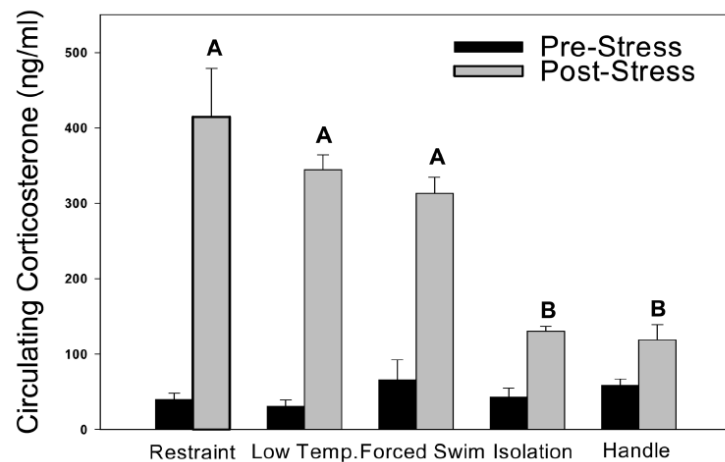 Circulating Corticosterone (ng/ml)
500
400
300
200
100
0
A
A
A
B
B
Pre-Stress
Post-Stress
Restraint
Low Temp.
Forced Swim
Isolation
Handle